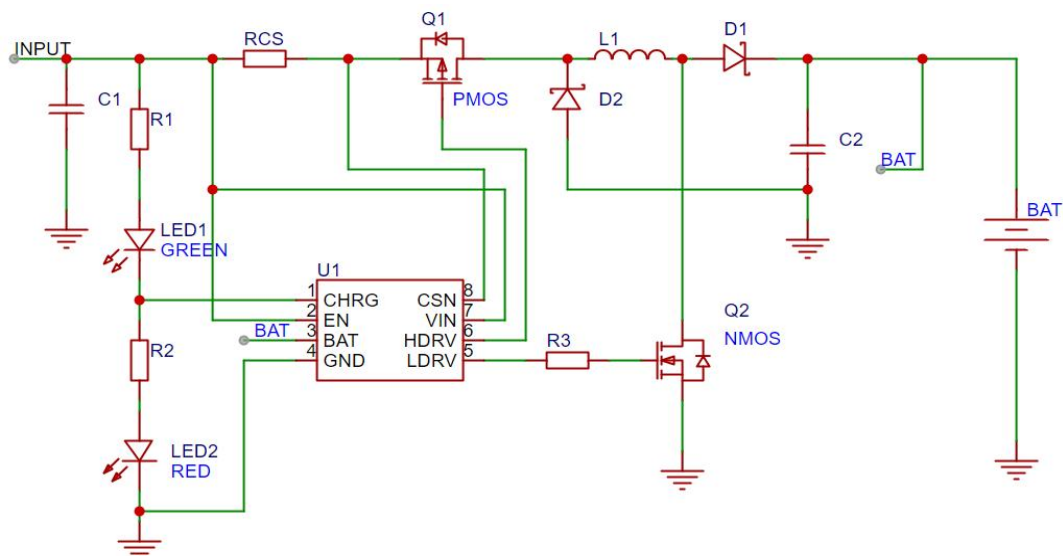 Q1
INPUT
RCS
L1
D1
C1
PMOS
D2
R1
C2
BAT
LED1
GREEN
BAT
U1
1
CHRG
CSN
8
2
EN
VIN
7
BAT
3
BAT
HDRV
6
4
GND
LDRV
5
R2
R3
Q2
NMOS
LED2
RED